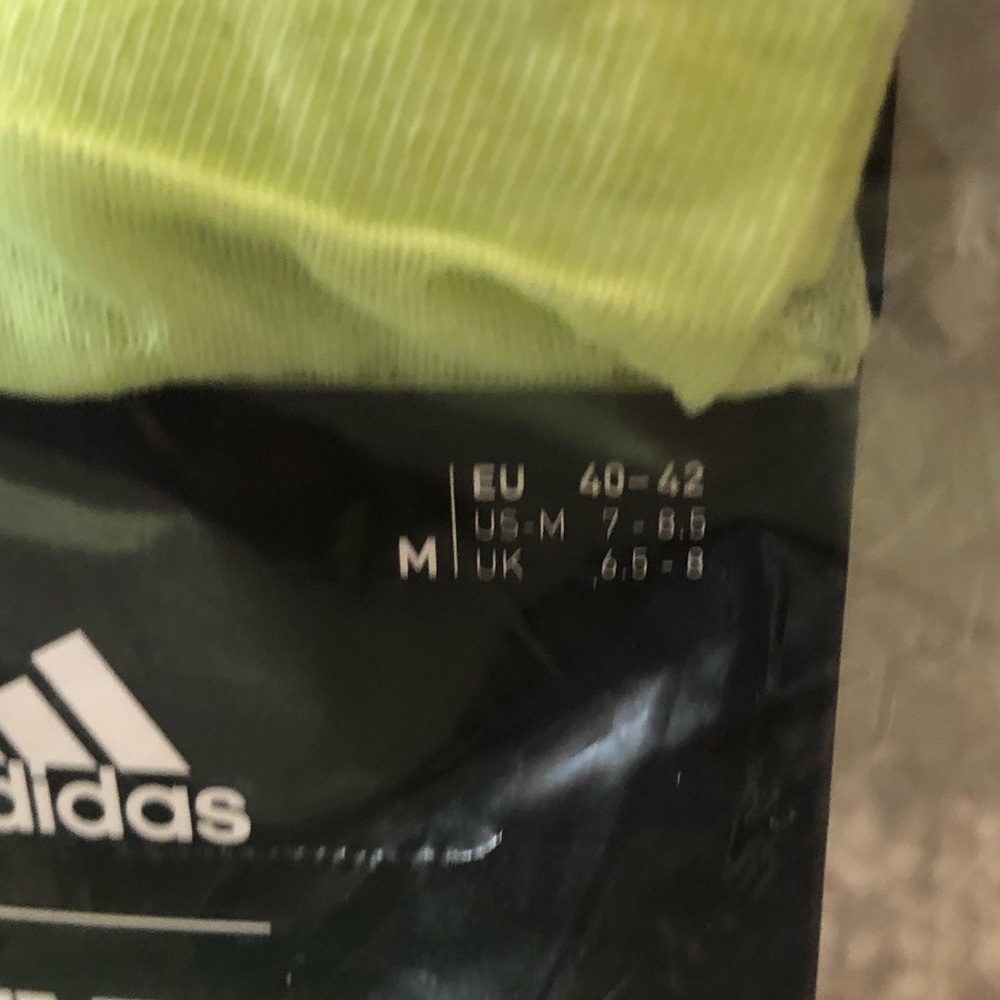 EU 40-42
US-M 7 - 8.5
M UK 6.5 - 8
adidas